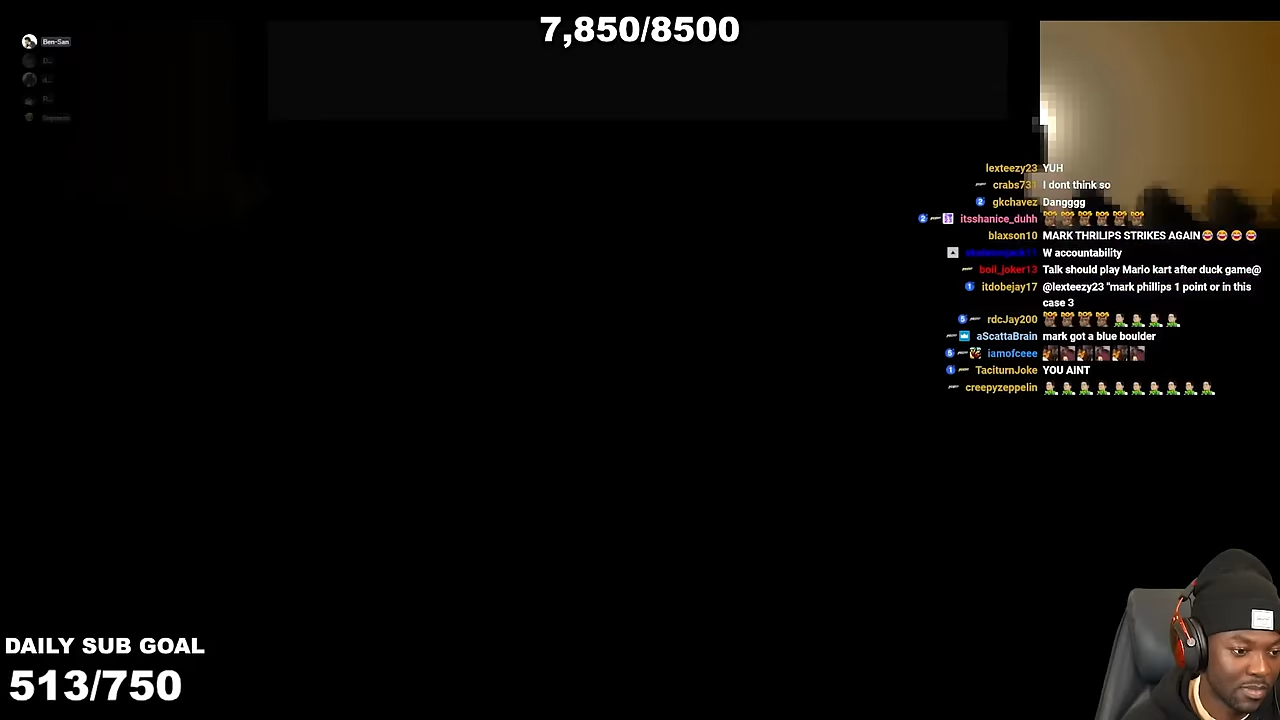 7,850/8500
Ben-San
lexteezy23 YUH
crabs731 I dont think so
gkchavez Dangggg
itsshanice_duhh
blaxson10 MARK THRILIPS STRIKES AGAIN
W accountability
boil_joker13 Talk should play Mario kart after duck game@
itdobejay17 @lexteezy23 "mark phillips 1 point or in this
case 3
rdcJay200
aScattaBrain mark got a blue boulder
iamofceee
TaciturnJoke YOU AINT
creepyzeppelin
DAILY SUB GOAL
513/750